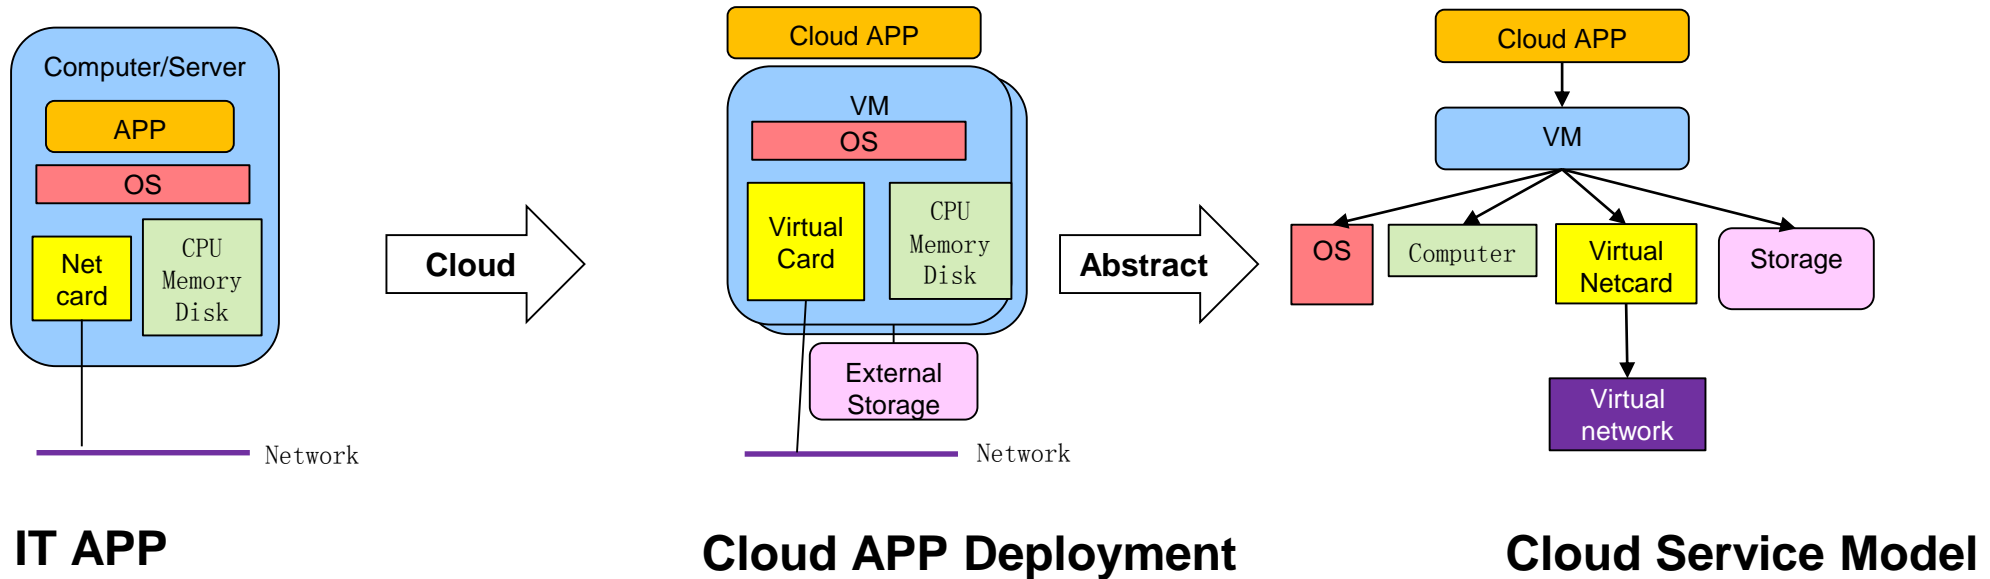 Computer/Server
APP
OS
Net
card
CPU
Memory
Disk
Network
IT APP
Cloud
Cloud APP
VM
OS
Virtual
Card
CPU
Memory
Disk
External
Storage
Network
Cloud APP Deployment
Abstract
Cloud APP
VM
OS
Computer
Virtual
Netcard
Storage
Virtual
network
Cloud Service Model